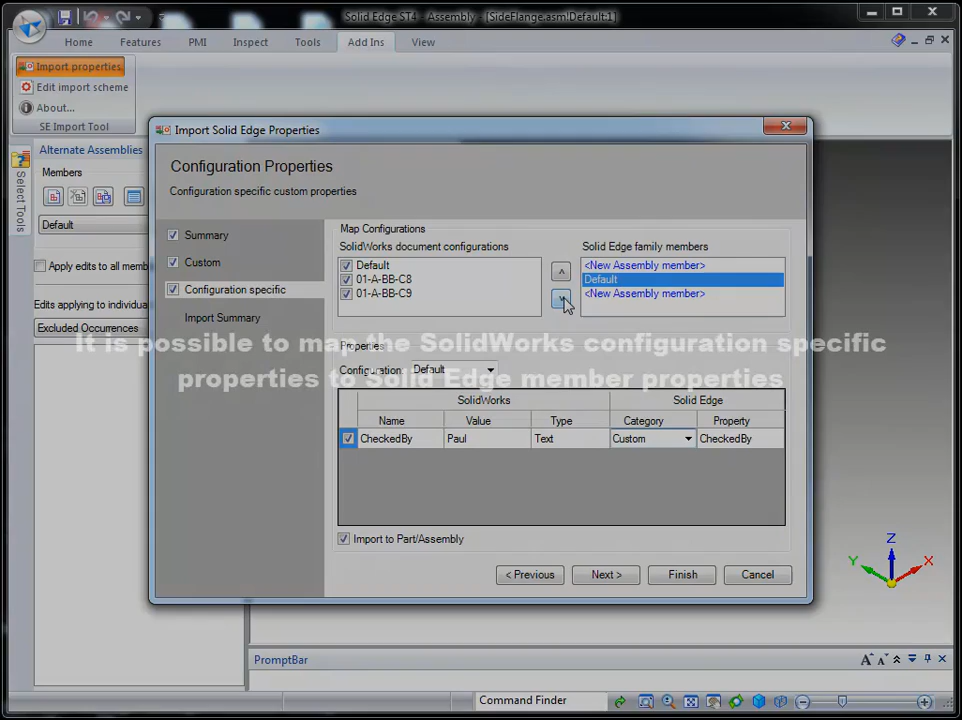 Solid Edge ST4 - Assembly - [SideFlange.asm\Default:1]
Home Features PMI Inspect Tools Add Ins View
Import properties
Edit import scheme
About...
SE Import Tool
Select Tools
Alternate Assemblies
Members
Default
Apply edits to all memb
Edits applying to individua
Excluded Occurrences
Import Solid Edge Properties
Configuration Properties
Configuration specific custom properties
Summary
Custom
Configuration specific
Import Summary
Map Configurations
SolidWorks document configurations
Default
01-A-BB-C8
01-A-BB-C9
Solid Edge family members
<New Assembly member>
Default
<New Assembly member>
It is possible to map the SolidWorks configuration specific
properties to Solid Edge member properties
Properties
Configuration: Default
SolidWorks Solid Edge
Name Value Type Category Property
CheckedBy Paul Text Custom CheckedBy
Import to Part/Assembly
< Previous Next > Finish Cancel
Z
Y X
PromptBar
Command Finder